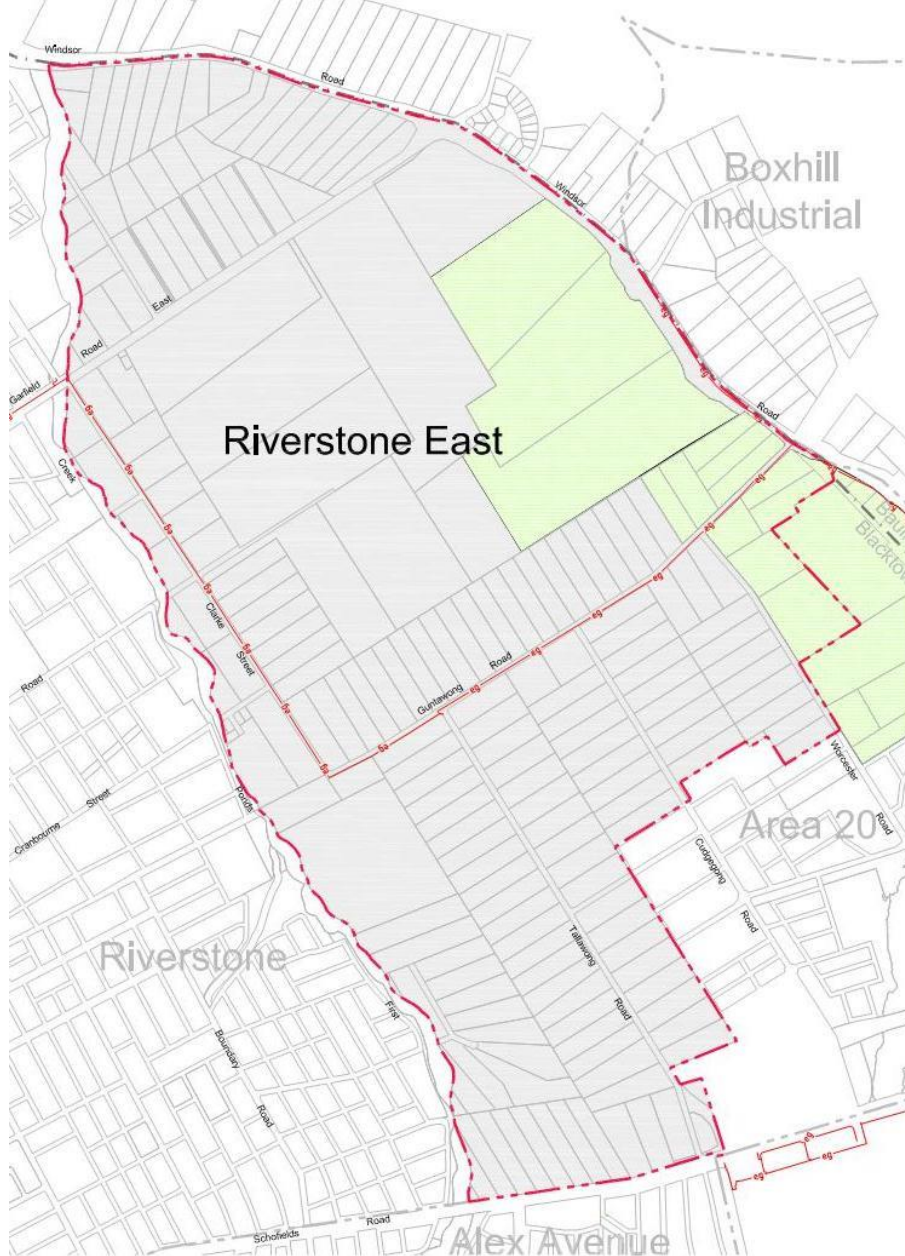 Windsor
Road
Boxhill
Industrial
Windsor
East
Road
Garfield
Road
Riverstone East
Creek
Clarke
Street
Guntawong
Road
Road
Worcester
Road
Ponds
Cranbourne
Street
Area 20
Cudgegong
Road
Riverstone
Tallawong
Road
First
Boundary
Road
Schofields
Road
Alex Avenue